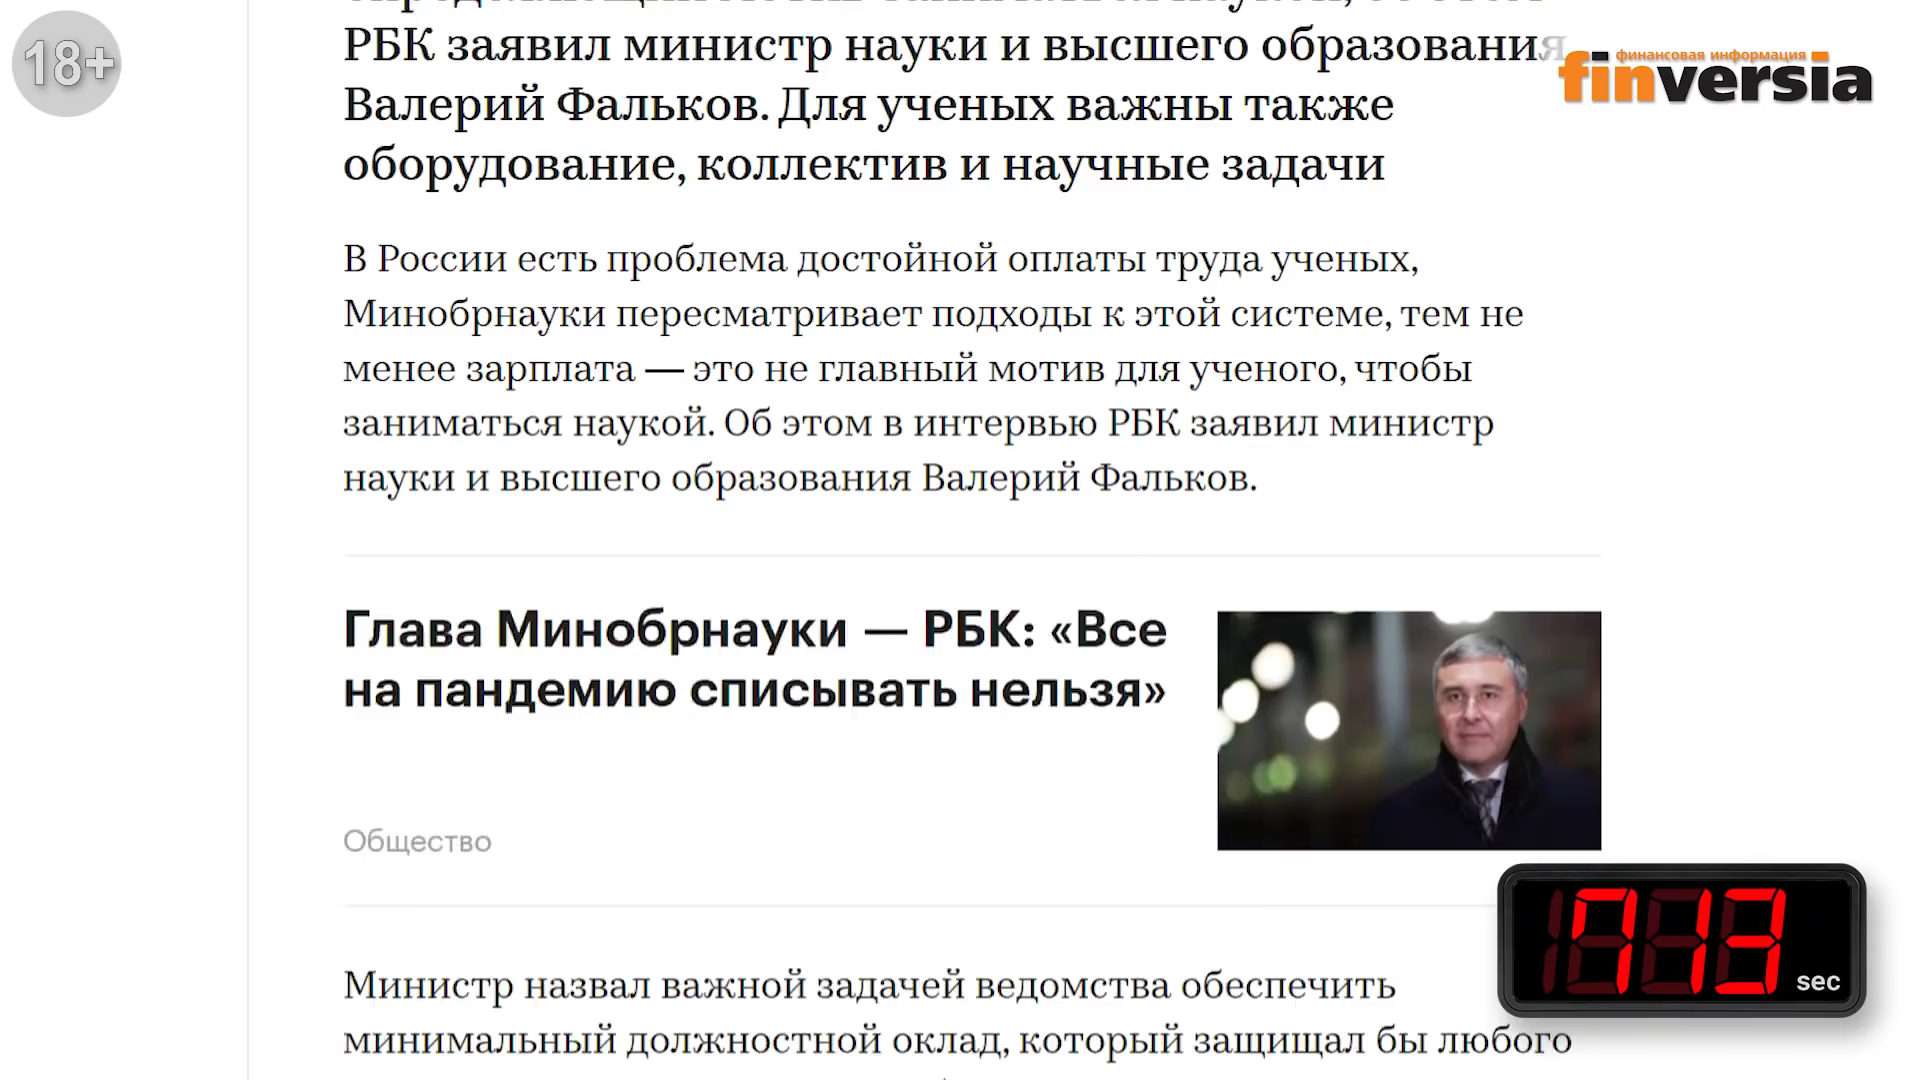 18+
РБК заявил министр науки и высшего образования
Валерий Фальков. Для ученых важны также
оборудование, коллектив и научные задачи
финансовая информация
finversia
В России есть проблема достойной оплаты труда ученых,
Минобрнауки пересматривает подходы к этой системе, тем не
менее зарплата — это не главный мотив для ученого, чтобы
заниматься наукой. Об этом в интервью РБК заявил министр
науки и высшего образования Валерий Фальков.
Глава Минобрнауки — РБК: «Все
на пандемию списывать нельзя»
Общество
713 sec
Министр назвал важной задачей ведомства обеспечить
минимальный должностной оклад, который защищал бы любого